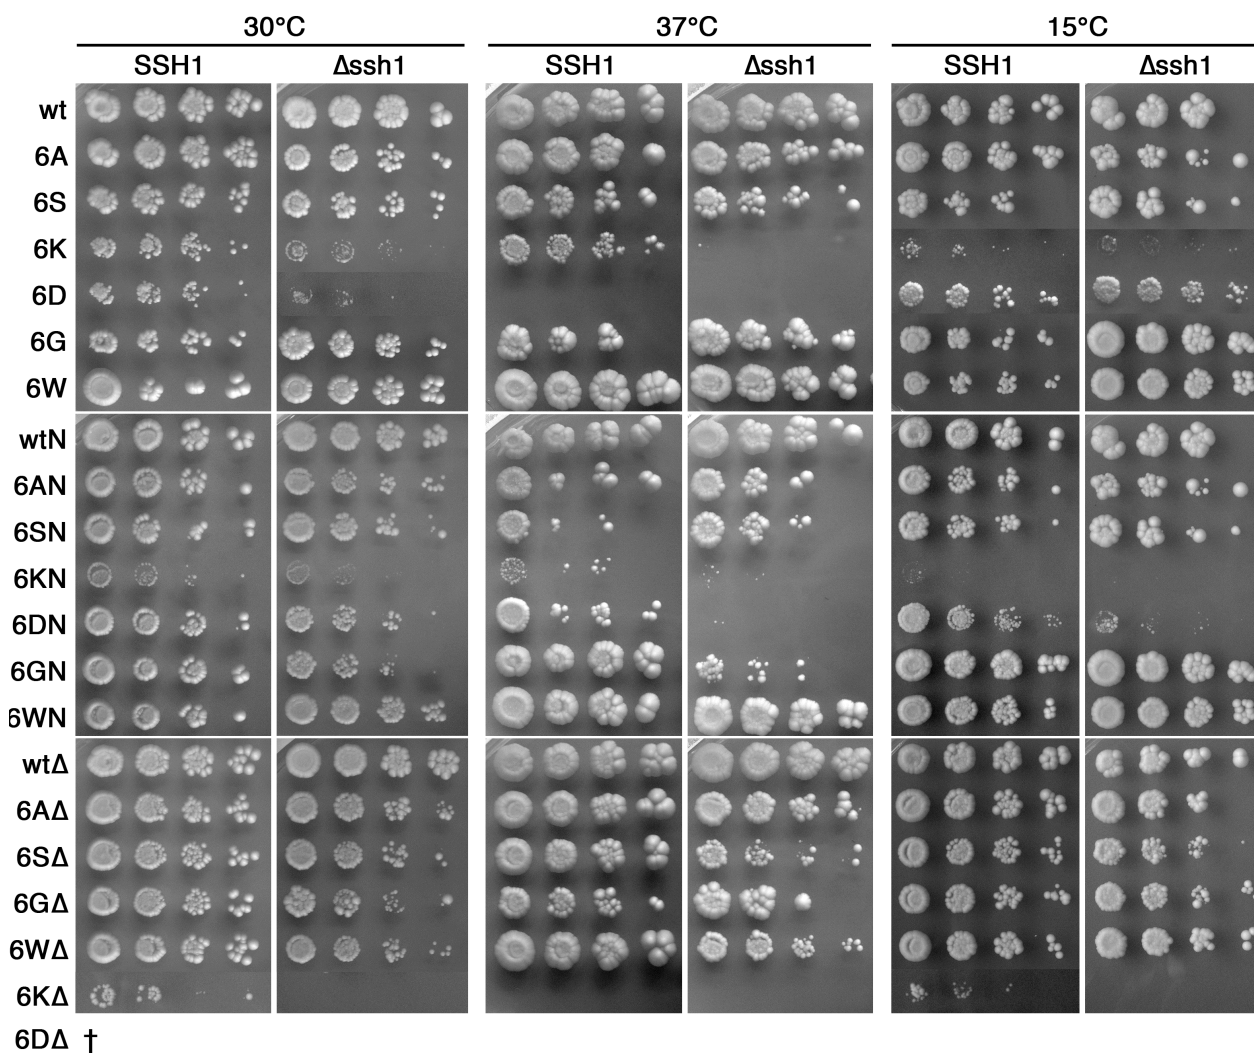 30°C 37°C 15°C
SSH1 Δssh1 SSH1 Δssh1 SSH1 Δssh1
wt
6A
6S
6K
6D
6G
6W
wtN
6AN
6SN
6KN
6DN
6GN
6WN
wtΔ
6AΔ
6SΔ
6GΔ
6WΔ
6KΔ
6DΔ †